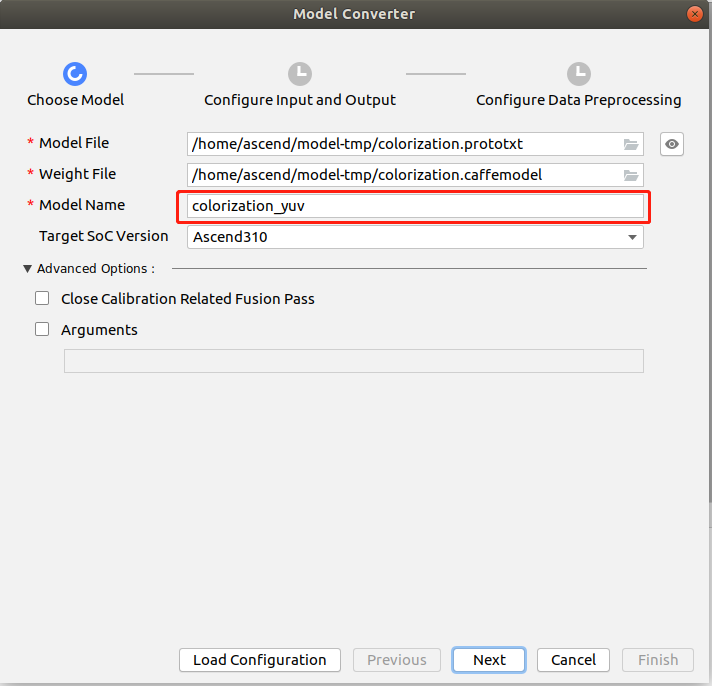 Model Converter
Choose Model
Configure Input and Output
Configure Data Preprocessing
* Model File
/home/ascend/model-tmp/colorization.prototxt
* Weight File
/home/ascend/model-tmp/colorization.caffemodel
* Model Name
colorization_yuv
Target SoC Version
Ascend310
Advanced Options :
Close Calibration Related Fusion Pass
Arguments
Load Configuration
Previous
Next
Cancel
Finish